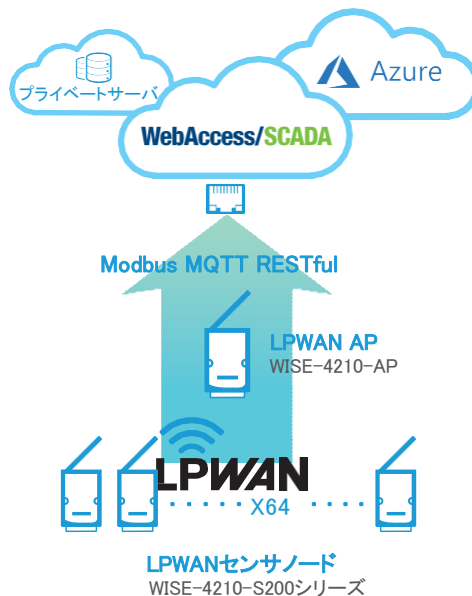 プライベートサーバ
Azure
WebAccess/SCADA
Modbus MQTT RESTful
LPWAN AP
WISE-4210-AP
LPWAN
X64
LPWANセンサノード
WISE-4210-S200シリーズ